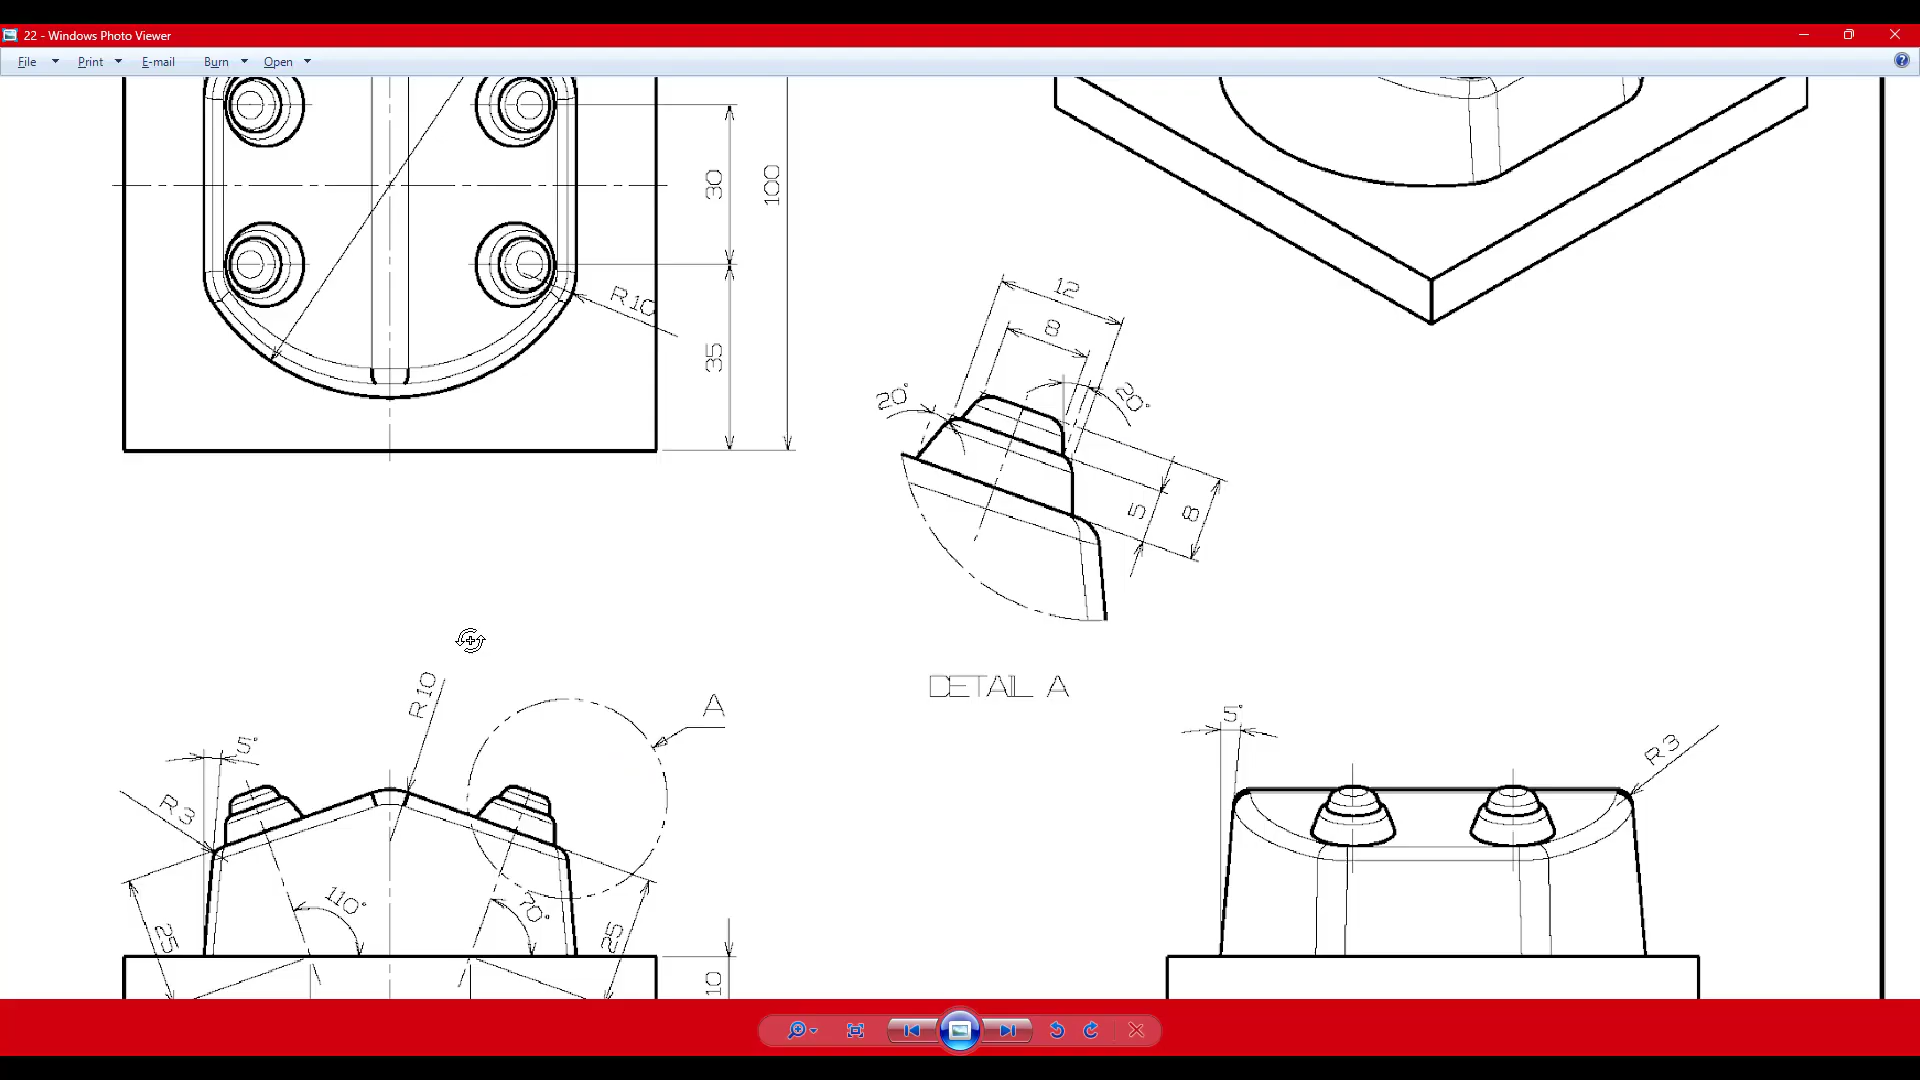 22 - Windows Photo Viewer
File Print E-mail Burn Open
30
100
R10
35
12
8
20°
20°
5
8
DETAIL A
R10
A
5°
R3
110°
70°
25
25
10
5°
R3